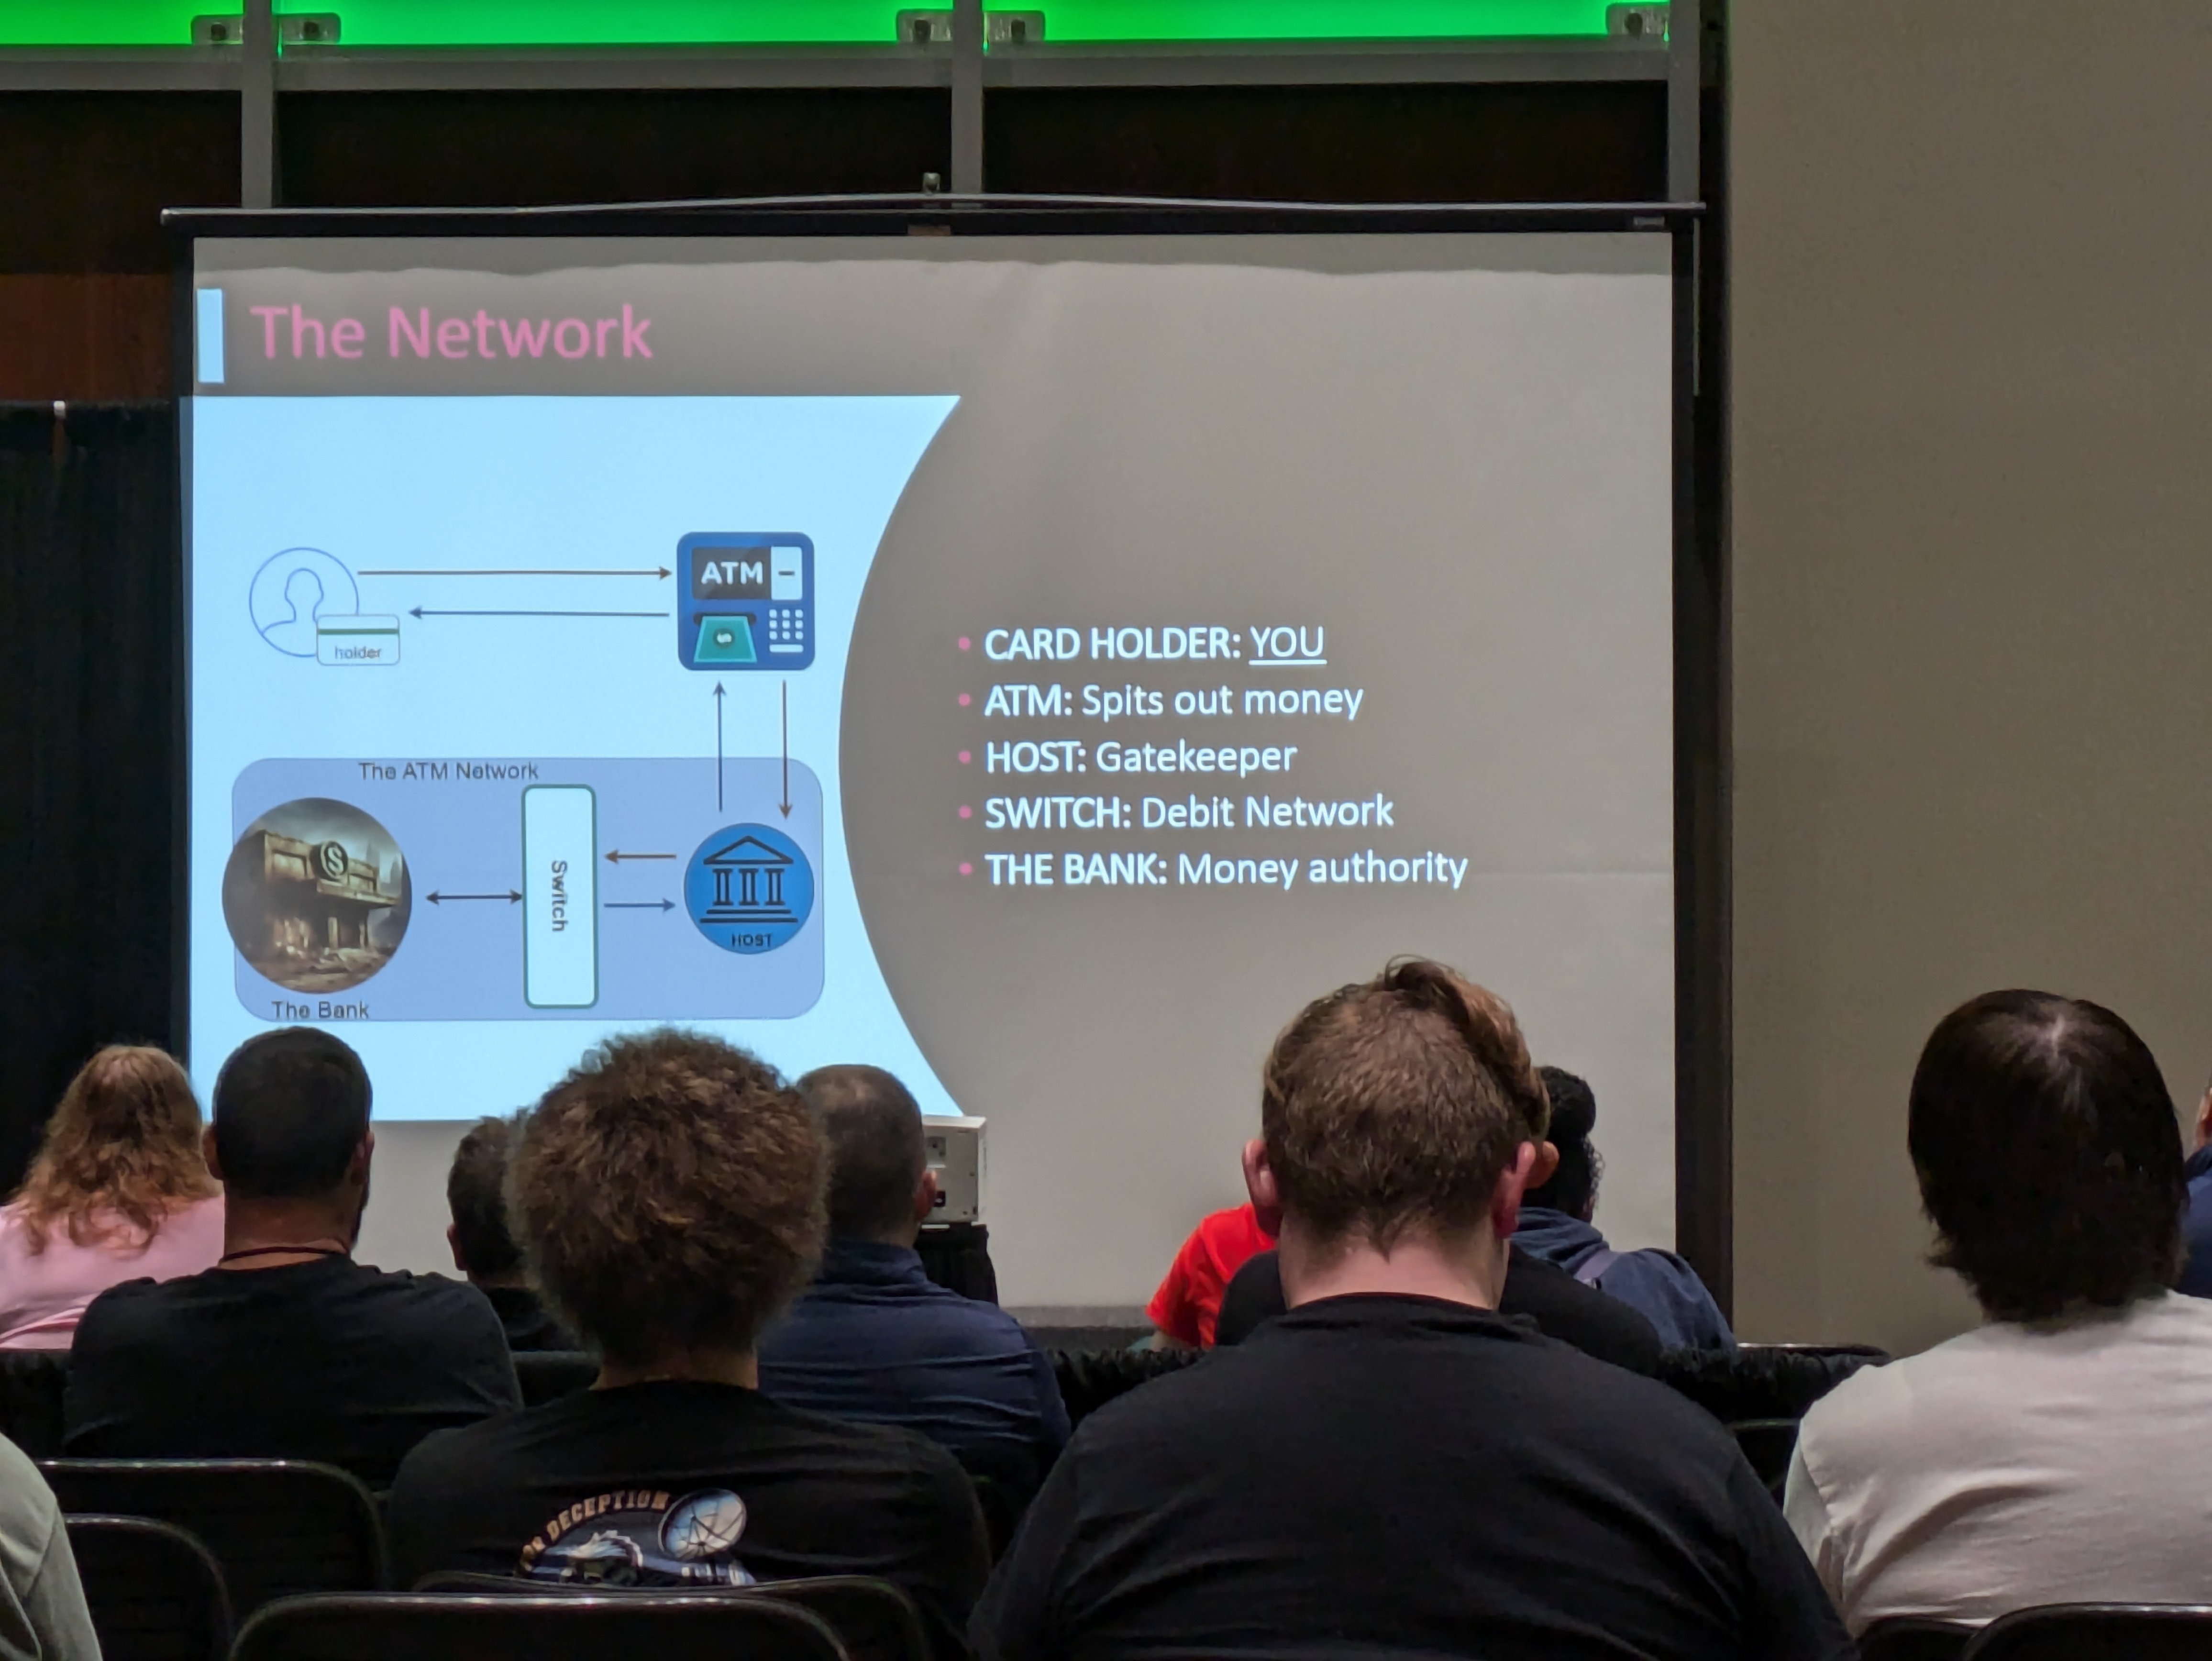 The Network
ATM
holder
The ATM Network
Switch
HOST
The Bank
• CARD HOLDER: YOU
• ATM: Spits out money
• HOST: Gatekeeper
• SWITCH: Debit Network
• THE BANK: Money authority
DECEPTION